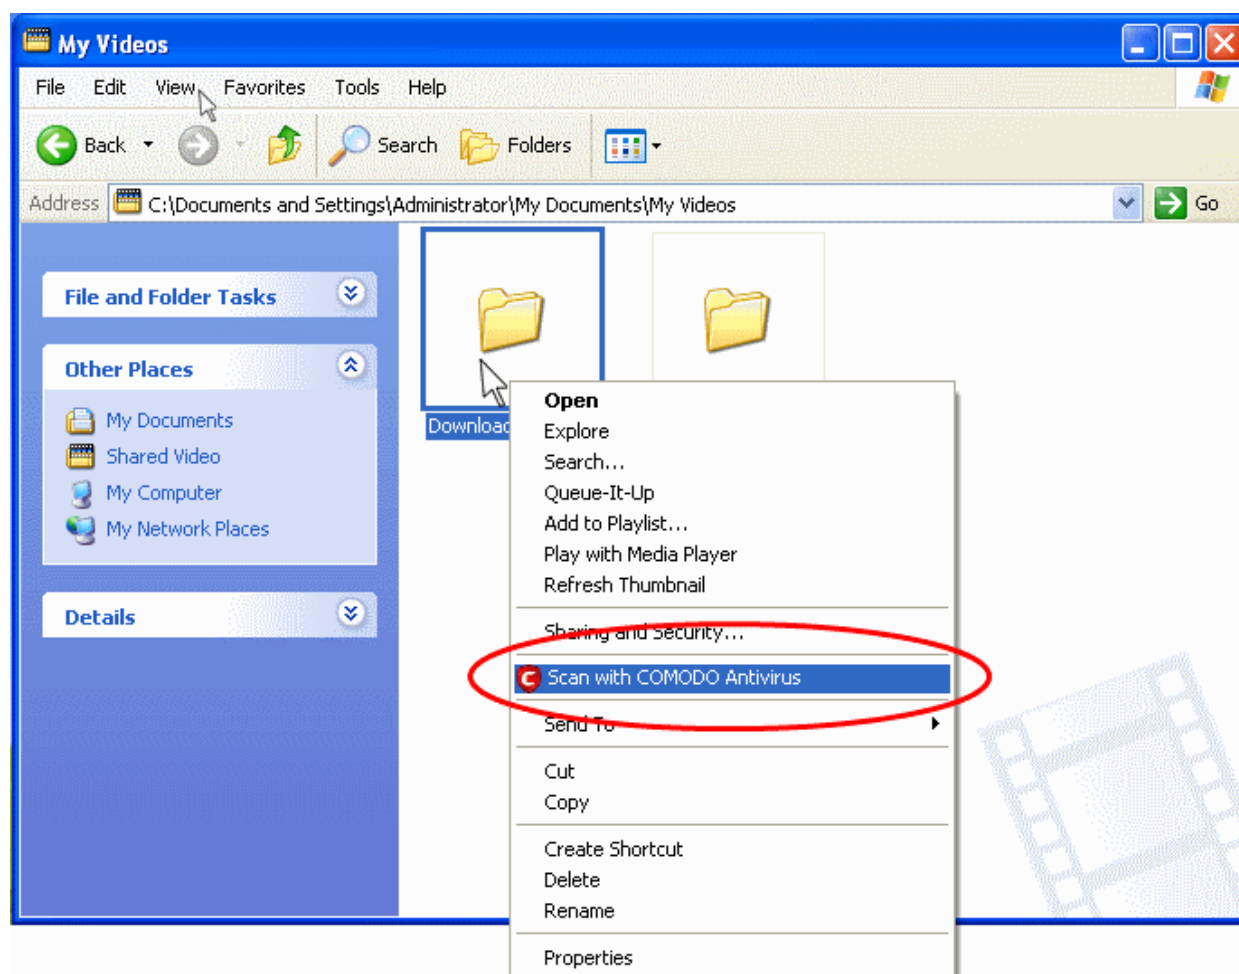 My Videos
File Edit View Favorites Tools Help
Back Search Folders
Address C:\Documents and Settings\Administrator\My Documents\My Videos Go
File and Folder Tasks
Other Places
My Documents
Shared Video
My Computer
My Network Places
Details
Open
Explore
Search...
Queue-It-Up
Add to Playlist...
Play with Media Player
Refresh Thumbnail
Sharing and Security...
Scan with COMODO Antivirus
Send To
Cut
Copy
Create Shortcut
Delete
Rename
Properties